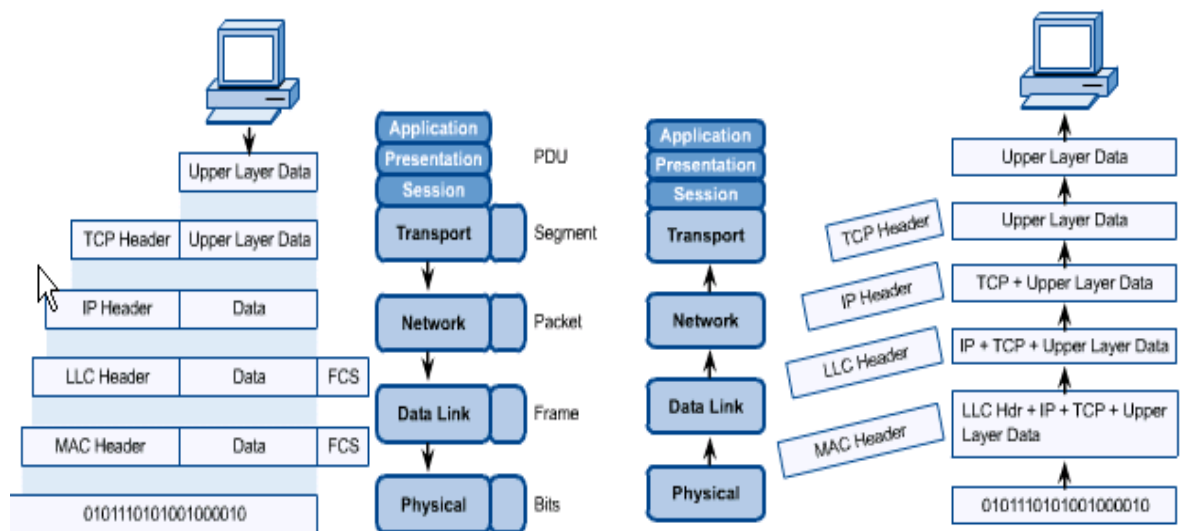 Upper Layer Data
TCP Header Upper Layer Data
IP Header Data
LLC Header Data FCS
MAC Header Data FCS
0101110101001000010
Application
Presentation
Session
Transport
Network
Data Link
Physical
PDU
Segment
Packet
Frame
Bits
Application
Presentation
Session
Transport
Network
Data Link
Physical
TCP Header
IP Header
LLC Header
MAC Header
Upper Layer Data
Upper Layer Data
TCP + Upper Layer Data
IP + TCP + Upper Layer Data
LLC Hdr + IP + TCP + Upper
Layer Data
0101110101001000010